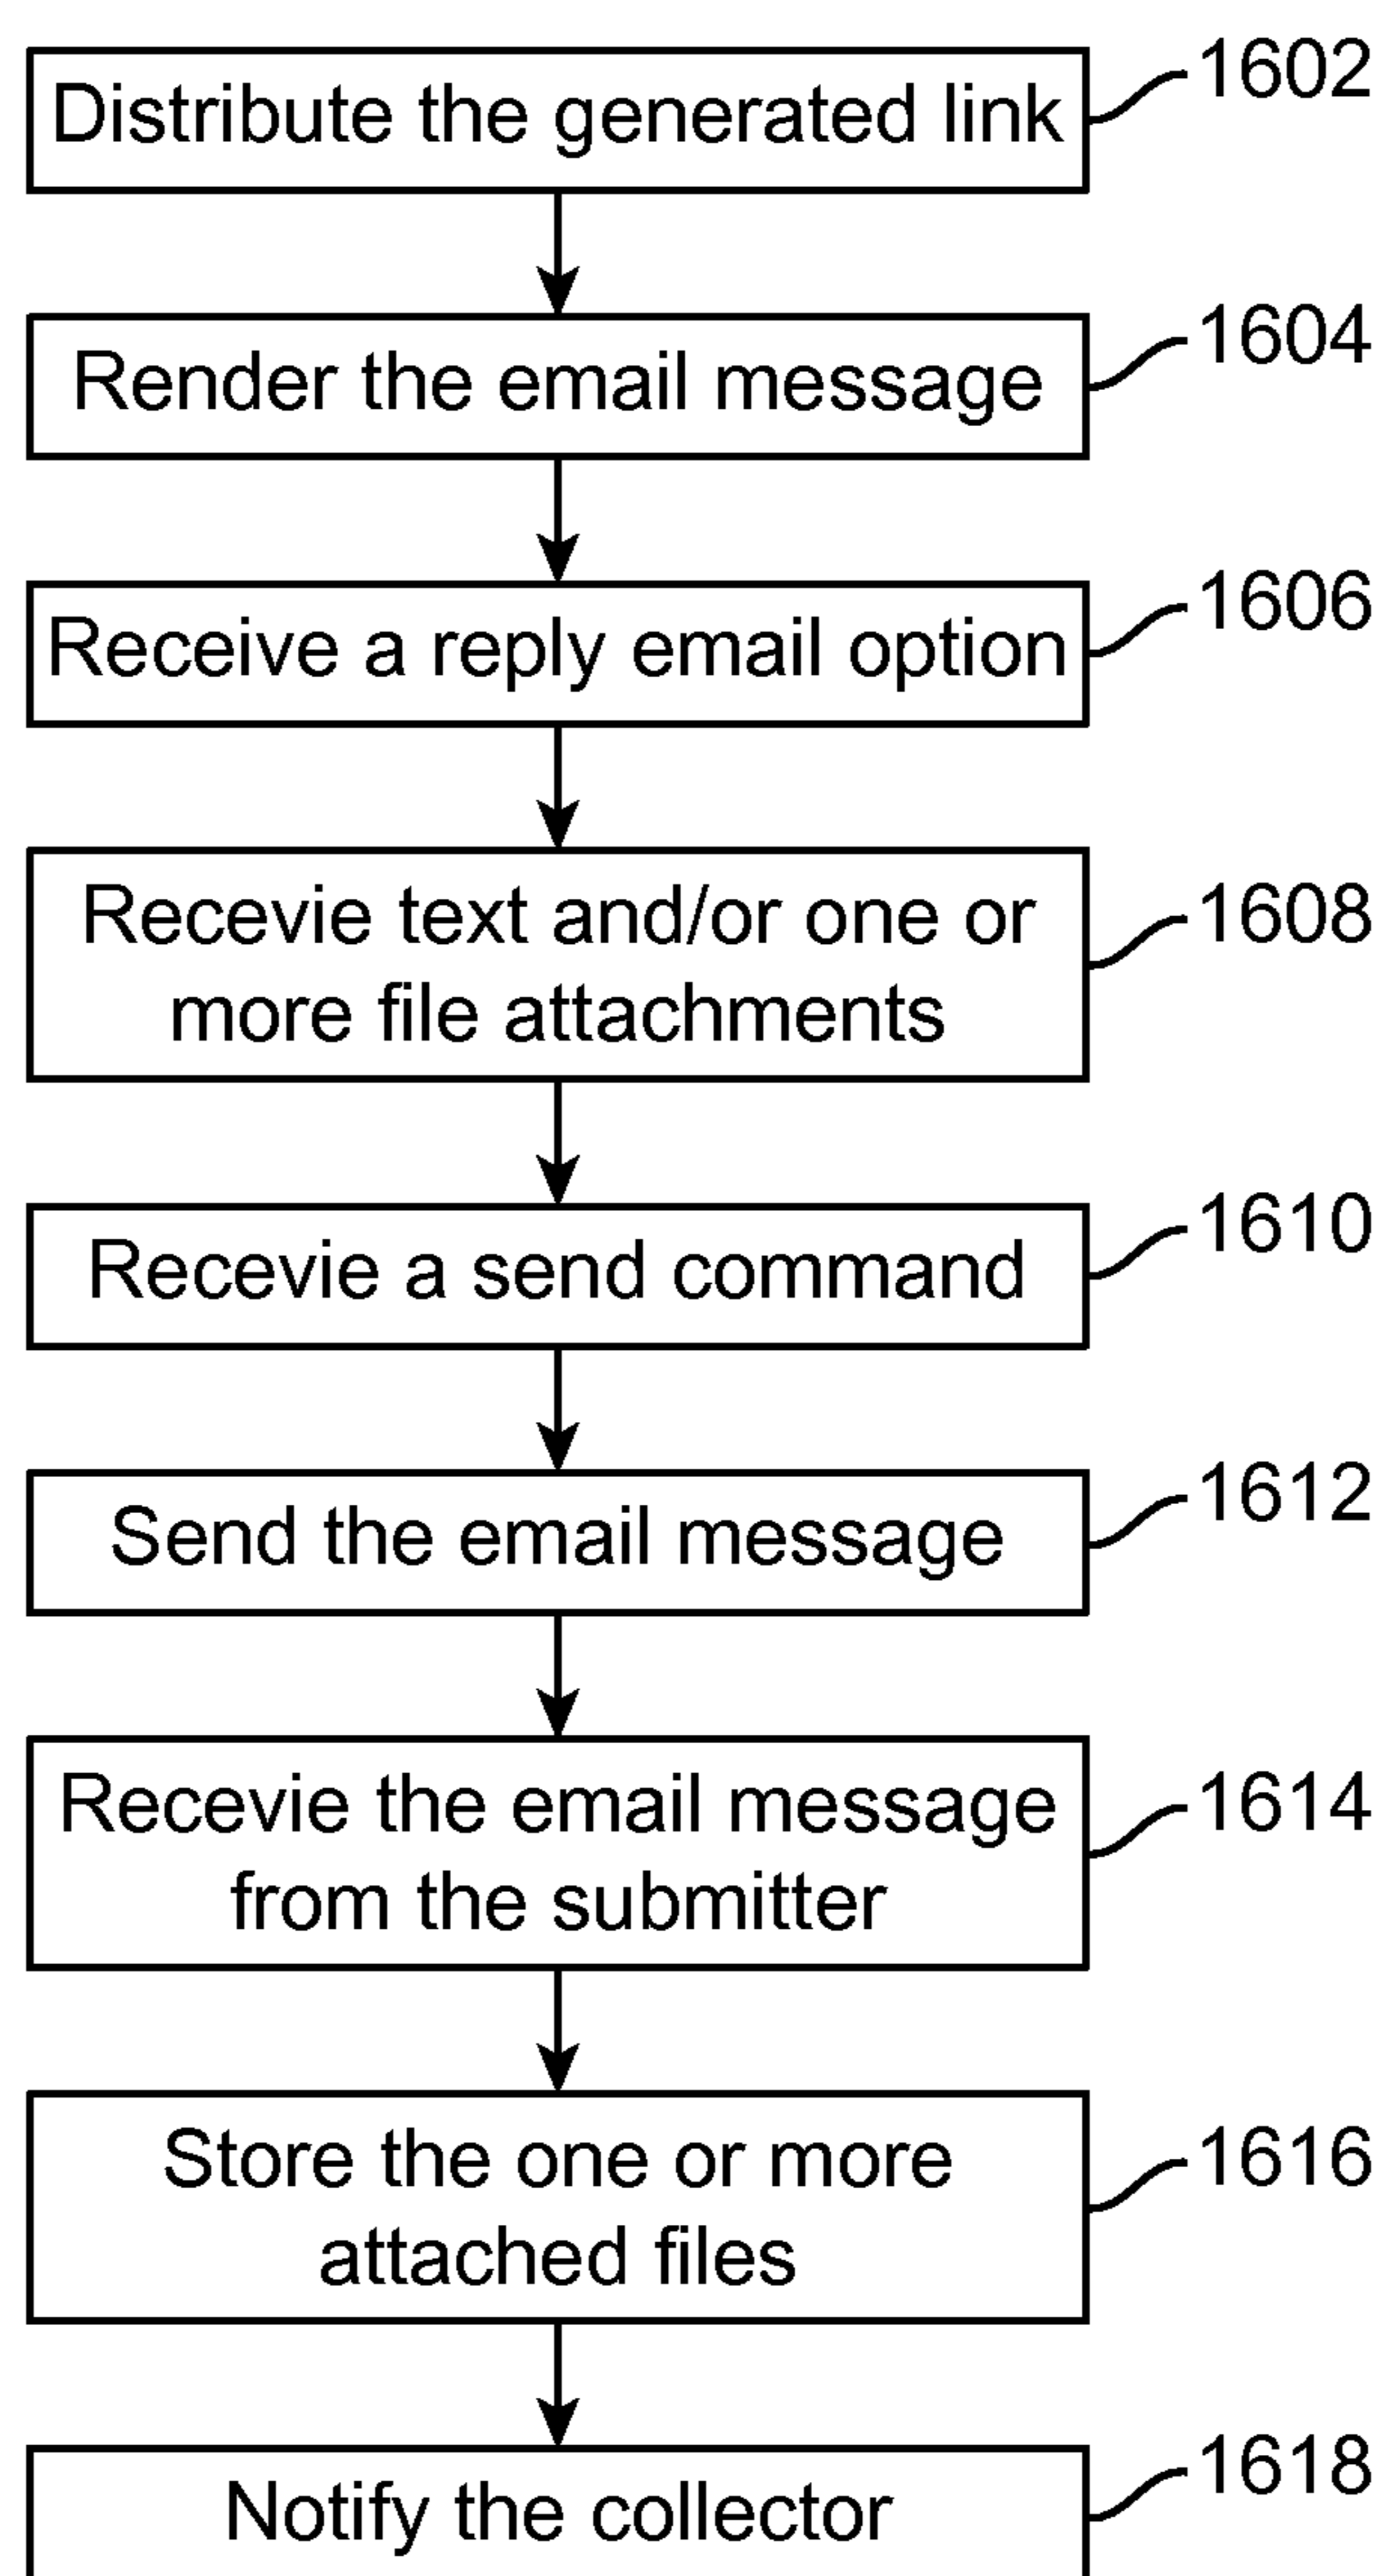 Distribute the generated link
1602
Render the email message
1604
Receive a reply email option
1606
Recevie text and/or one or
more file attachments
1608
Recevie a send command
1610
Send the email message
1612
Recevie the email message
from the submitter
1614
Store the one or more
attached files
1616
Notify the collector
1618